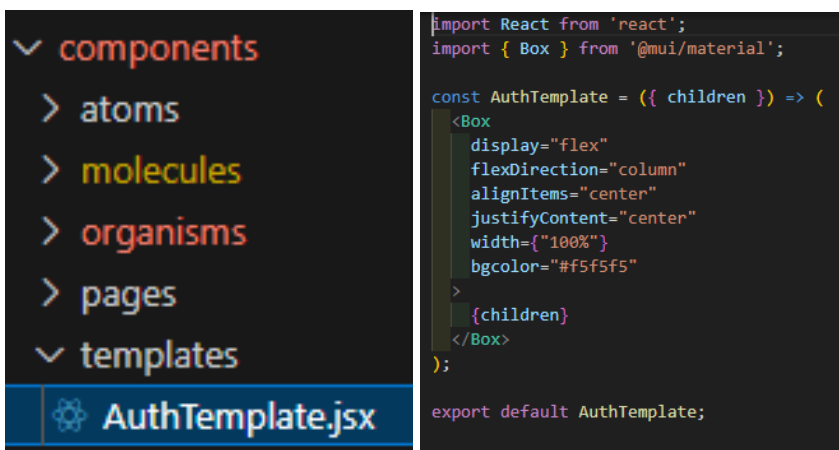 components
atoms
molecules
organisms
pages
templates
AuthTemplate.jsx
import React from 'react';
import { Box } from '@mui/material';
const AuthTemplate = ({ children }) => (
<Box
display="flex"
flexDirection="column"
alignItems="center"
justifyContent="center"
width={"100%"}
bgcolor="#f5f5f5"
>
{children}
</Box>
);
export default AuthTemplate;